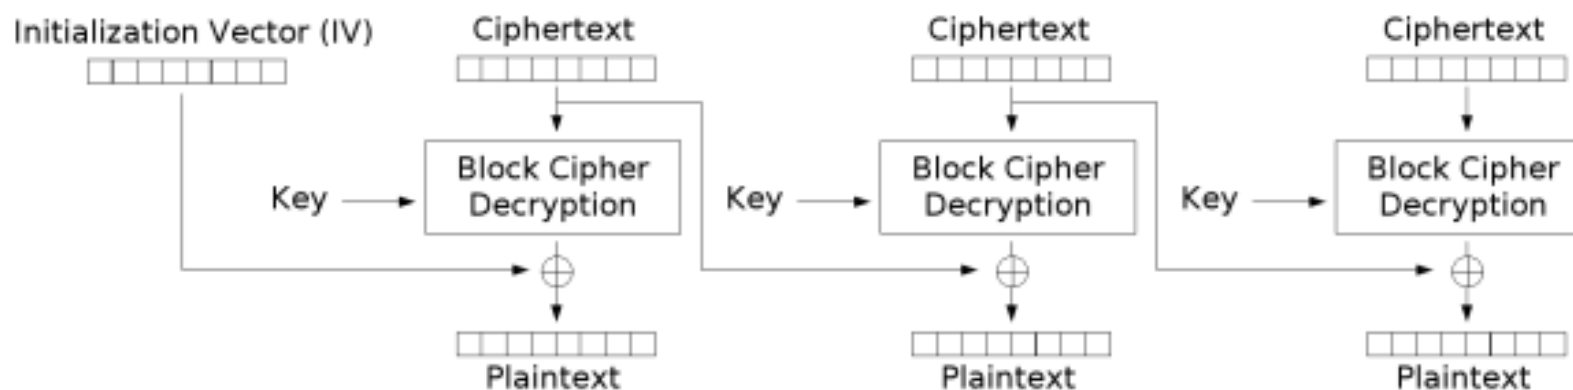 Initialization Vector (IV)
Ciphertext
Ciphertext
Ciphertext
Key
Block Cipher
Decryption
Key
Block Cipher
Decryption
Key
Block Cipher
Decryption
Plaintext
Plaintext
Plaintext